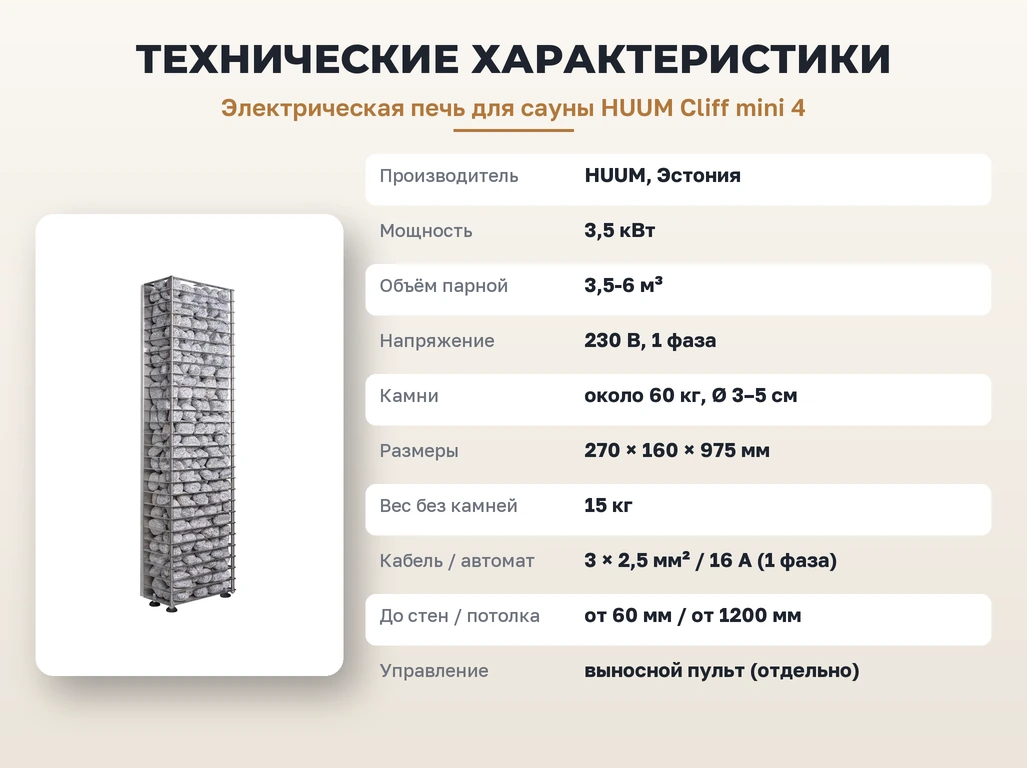 ТЕХНИЧЕСКИЕ ХАРАКТЕРИСТИКИ
Электрическая печь для сауны HUUM Cliff mini 4
Производитель HUUM, Эстония
Мощность 3,5 кВт
Объём парной 3,5-6 м³
Напряжение 230 В, 1 фаза
Камни около 60 кг, Ø 3–5 см
Размеры 270 × 160 × 975 мм
Вес без камней 15 кг
Кабель / автомат 3 × 2,5 мм² / 16 А (1 фаза)
До стен / потолка от 60 мм / от 1200 мм
Управление выносной пульт (отдельно)